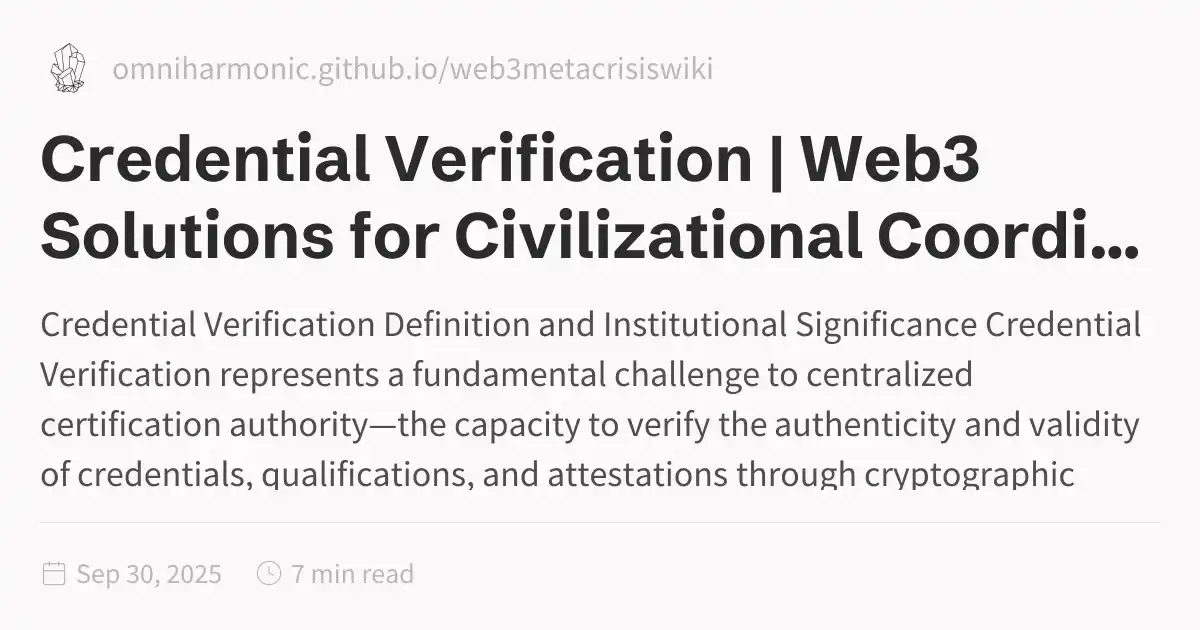 omniharmonic.github.io/web3metacrisiswiki
Credential Verification | Web3
Solutions for Civilizational Coordi...
Credential Verification Definition and Institutional Significance Credential
Verification represents a fundamental challenge to centralized
certification authority—the capacity to verify the authenticity and validity
of credentials, qualifications, and attestations through cryptographic
Sep 30, 2025 7 min read